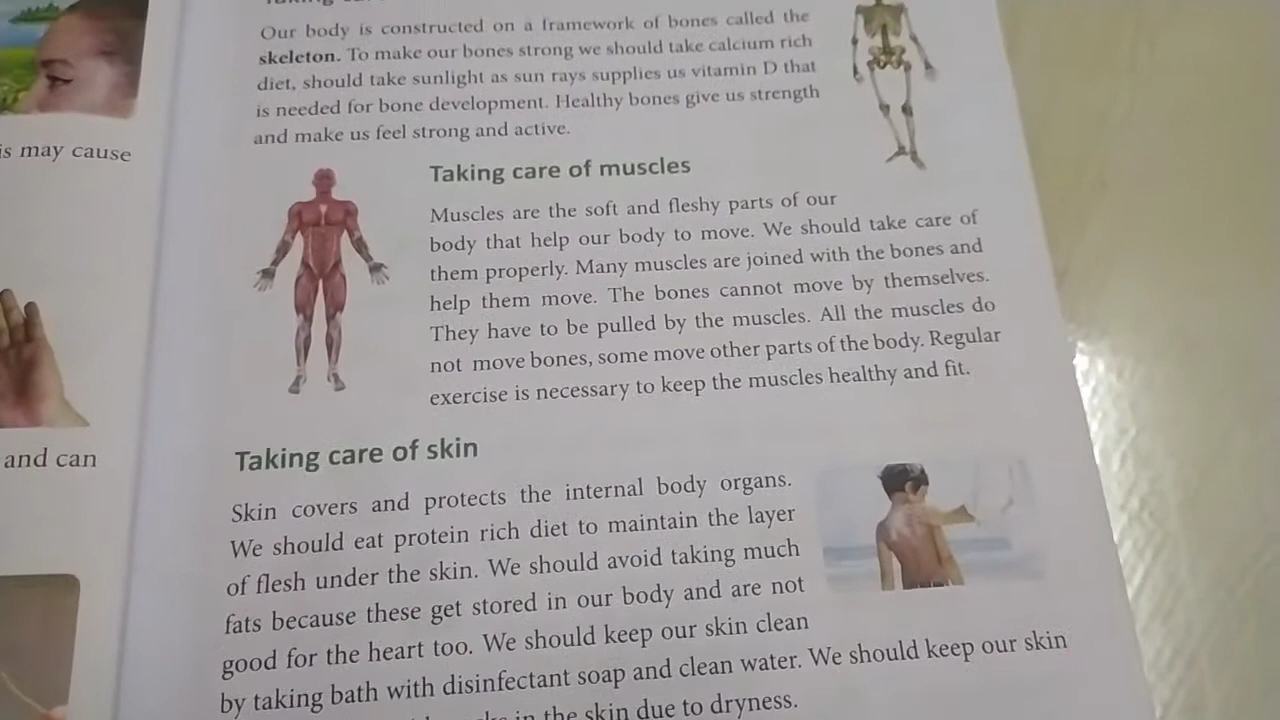 Our body is constructed on a framework of bones called the
skeleton. To make our bones strong we should take calcium rich
diet, should take sunlight as sun rays supplies us vitamin D that
is needed for bone development. Healthy bones give us strength
and make us feel strong and active.
is may cause
Taking care of muscles
Muscles are the soft and fleshy parts of our
body that help our body to move. We should take care of
them properly. Many muscles are joined with the bones and
help them move. The bones cannot move by themselves.
They have to be pulled by the muscles. All the muscles do
not move bones, some move other parts of the body. Regular
exercise is necessary to keep the muscles healthy and fit.
and can
Taking care of skin
Skin covers and protects the internal body organs.
We should eat protein rich diet to maintain the layer
of flesh under the skin. We should avoid taking much
fats because these get stored in our body and are not
good for the heart too. We should keep our skin clean
by taking bath with disinfectant soap and clean water. We should keep our skin
in the skin due to dryness.